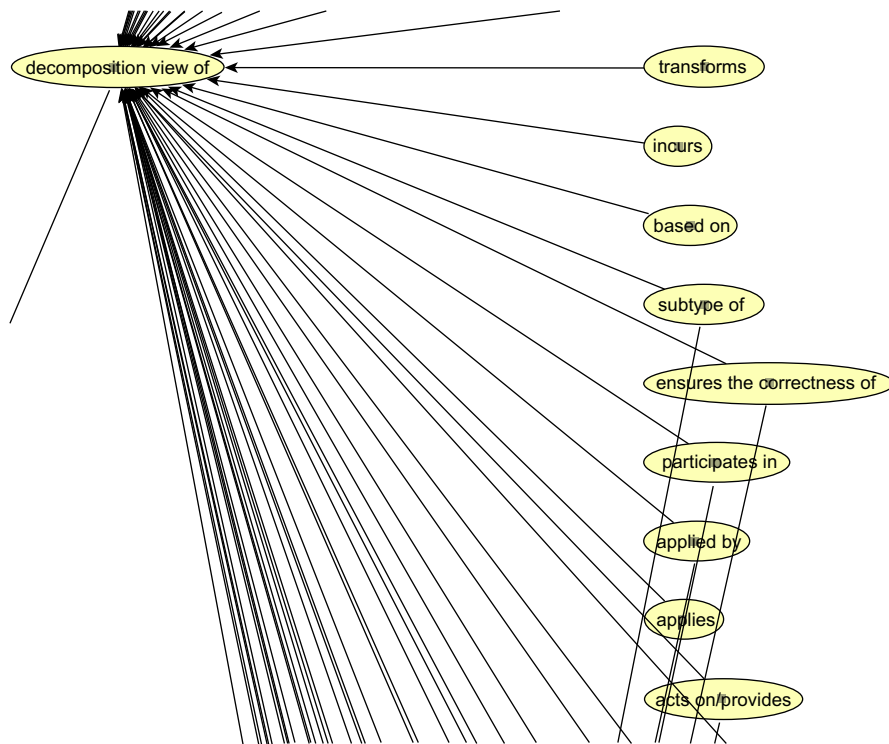 decomposition view of
transforms
incurs
based on
subtype of
ensures the correctness of
participates in
applied by
applies
acts on/provides